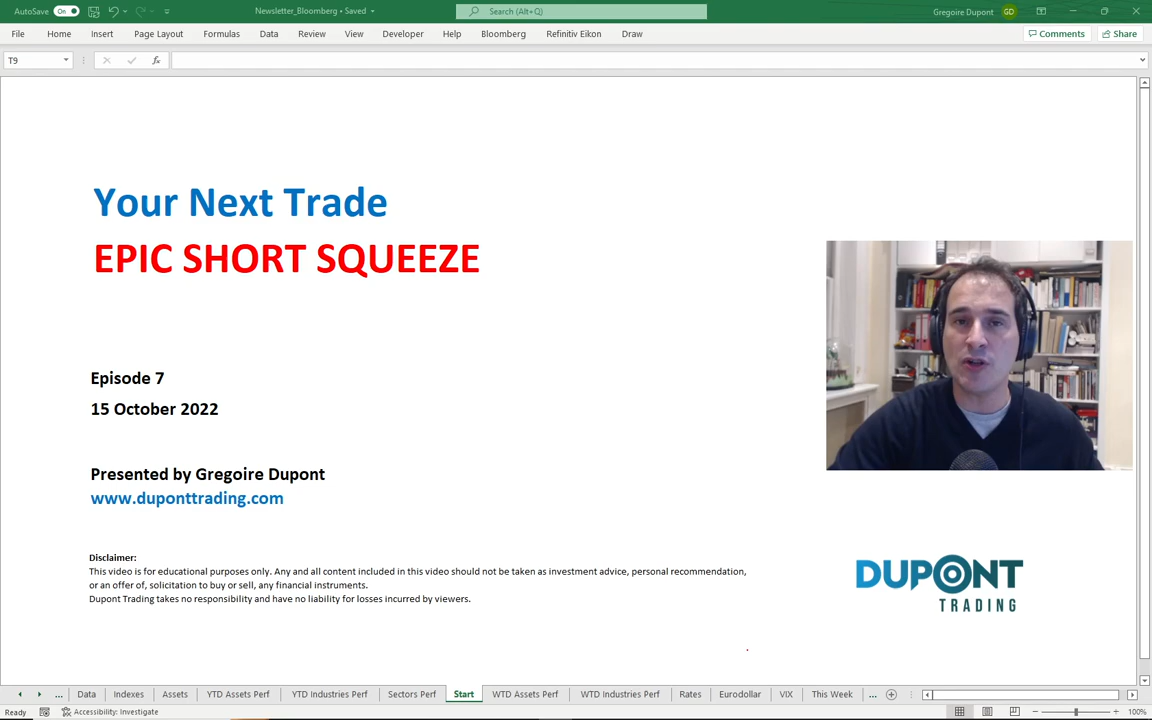 AutoSave On
Newsletter_Bloomberg • Saved
Search (Alt+Q)
Gregoire Dupont GD
File Home Insert Page Layout Formulas Data Review View Developer Help Bloomberg Refinitiv Eikon Draw
Comments Share
T9 fx
Your Next Trade
EPIC SHORT SQUEEZE
Episode 7
15 October 2022
Presented by Gregoire Dupont
www.duponttrading.com
Disclaimer:
This video is for educational purposes only. Any and all content included in this video should not be taken as investment advice, personal recommendation,
or an offer of, solicitation to buy or sell, any financial instruments.
Dupont Trading takes no responsibility and have no liability for losses incurred by viewers.
DUPONT
TRADING
... Data Indexes Assets YTD Assets Perf YTD Industries Perf Sectors Perf Start WTD Assets Perf WTD Industries Perf Rates Eurodollar VIX This Week ...
Ready Accessibility: Investigate 100%